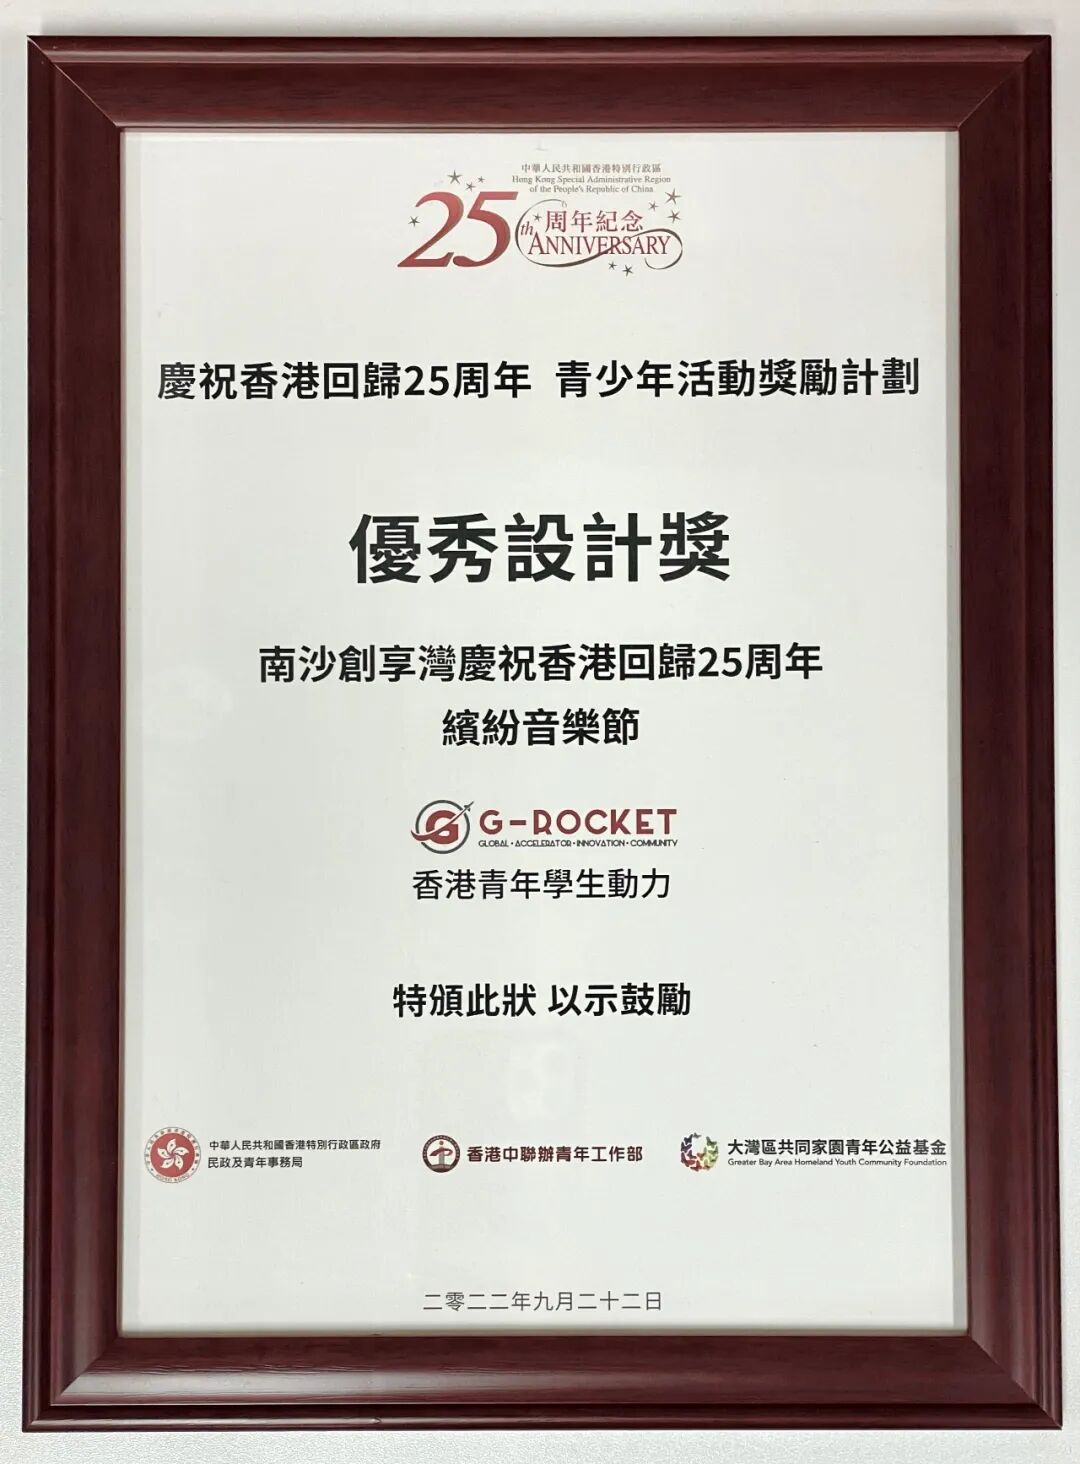 中華人民共和國香港特別行政區
Hong Kong Special Administrative Region
of the People's Republic of China
25th 周年紀念
ANNIVERSARY
慶祝香港回歸25周年 青少年活動獎勵計劃
優秀設計獎
南沙創享灣慶祝香港回歸25周年
繽紛音樂節
G-ROCKET
GLOBAL·ACCELERATOR·INNOVATION·COMMUNITY
香港青年學生動力
特頒此狀 以示鼓勵
中華人民共和國香港特別行政區政府
民政及青年事務局
香港中聯辦青年工作部
大灣區共同家園青年公益基金
Greater Bay Area Homeland Youth Community Foundation
二零二二年九月二十二日